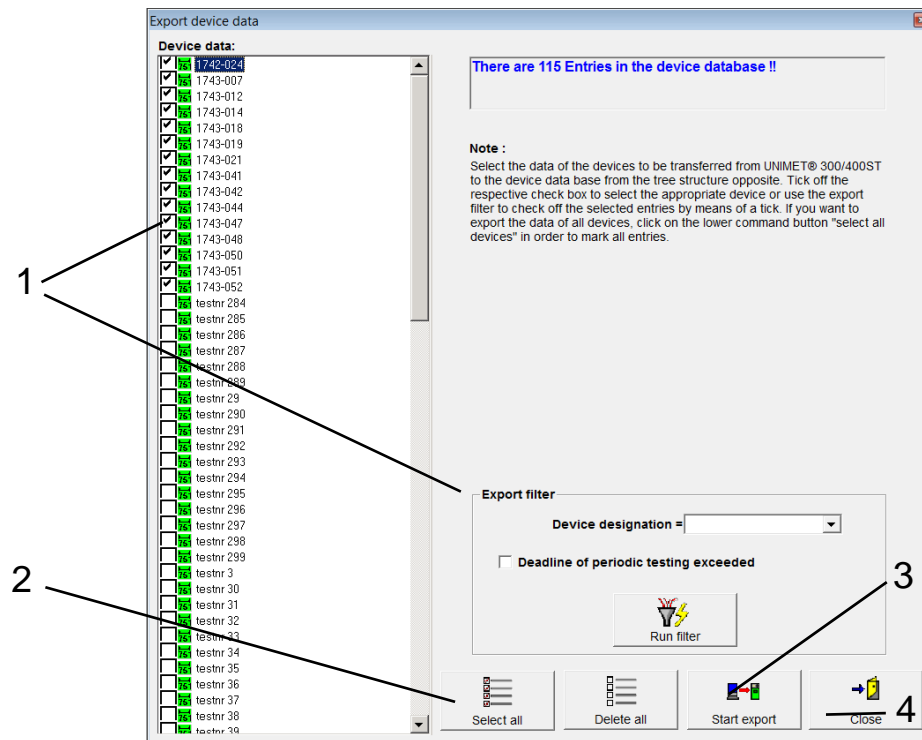 Export device data
Device data:
1742-024
1743-007
1743-012
1743-014
1743-018
1743-019
1743-021
1743-041
1743-042
1743-044
1743-047
1743-048
1743-050
1743-051
1743-052
testnr 284
testnr 285
testnr 286
testnr 287
testnr 288
testnr 289
testnr 29
testnr 290
testnr 291
testnr 292
testnr 293
testnr 294
testnr 295
testnr 296
testnr 297
testnr 298
testnr 299
testnr 3
testnr 30
testnr 31
testnr 32
testnr 33
testnr 34
testnr 35
testnr 36
testnr 37
testnr 38
testnr 39
There are 115 Entries in the device database !!
Note :
Select the data of the devices to be transferred from UNIMET® 300/400ST
to the device data base from the tree structure opposite. Tick off the
respective check box to select the appropriate device or use the export
filter to check off the selected entries by means of a tick. If you want to
export the data of all devices, click on the lower command button "select all
devices" in order to mark all entries.
Export filter
Device designation =
Deadline of periodic testing exceeded
Run filter
Select all
Delete all
Start export
Close
1
2
3
4